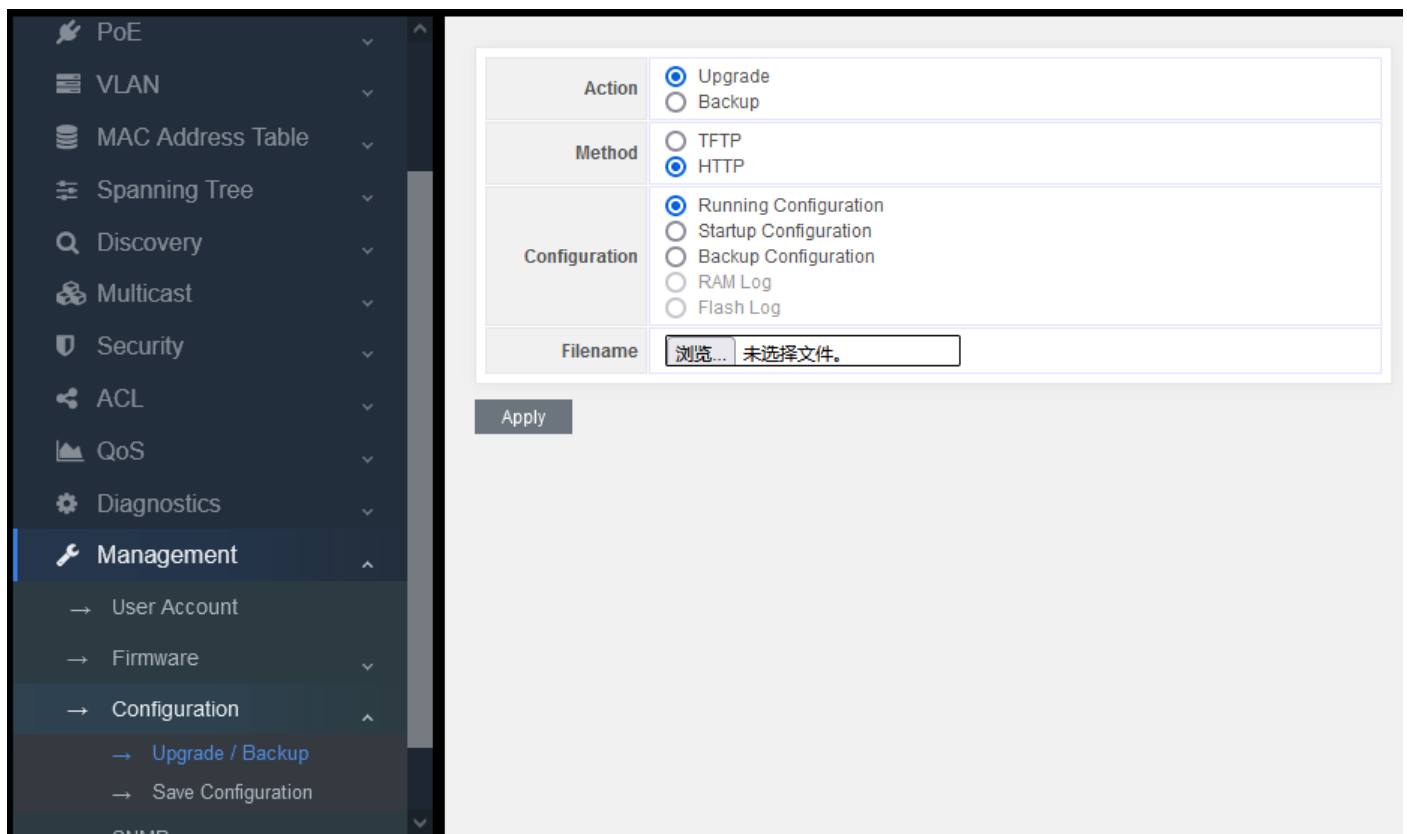 PoE
VLAN
MAC Address Table
Spanning Tree
Discovery
Multicast
Security
ACL
QoS
Diagnostics
Management
→ User Account
→ Firmware
→ Configuration
→ Upgrade / Backup
→ Save Configuration
Action
Upgrade
Backup
Method
TFTP
HTTP
Configuration
Running Configuration
Startup Configuration
Backup Configuration
RAM Log
Flash Log
Filename
浏览... 未选择文件。
Apply